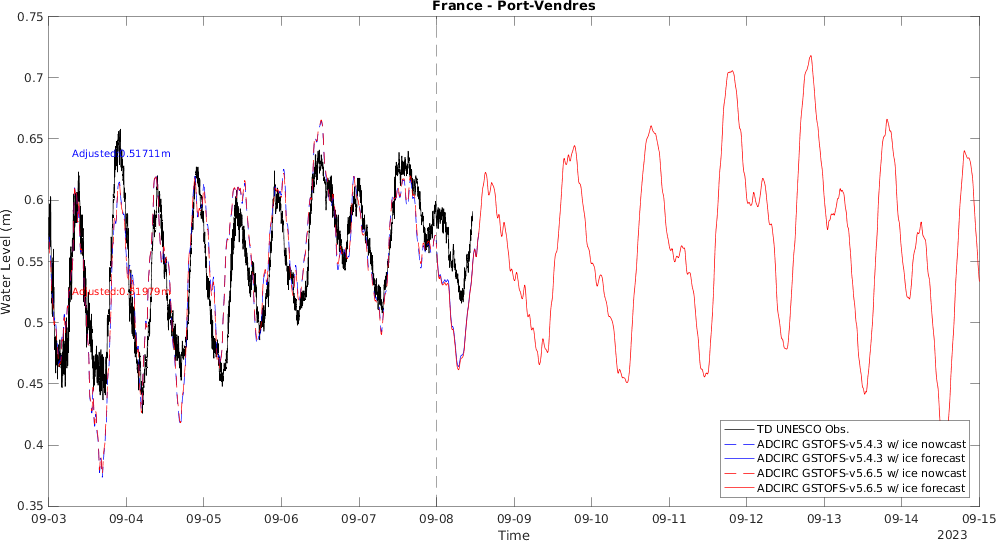 France - Port-Vendres
0.75
0.7
0.65
0.6
0.55
0.5
0.45
0.4
0.35
Water Level (m)
Adjusted:0.51711m
Adjusted:0.51979m
TD UNESCO Obs.
ADCIRC GSTOFS-v5.4.3 w/ ice nowcast
ADCIRC GSTOFS-v5.4.3 w/ ice forecast
ADCIRC GSTOFS-v5.6.5 w/ ice nowcast
ADCIRC GSTOFS-v5.6.5 w/ ice forecast
09-03 09-04 09-05 09-06 09-07 09-08 09-09 09-10 09-11 09-12 09-13 09-14 09-15
Time
2023